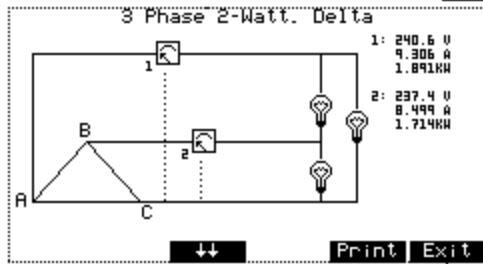 3 Phase 2-Watt. Delta
1: 240.6 V
9.306 A
1.891KW
1
2: 237.4 V
8.499 A
1.714KW
B
2
A
C
↓↓ Print Exit